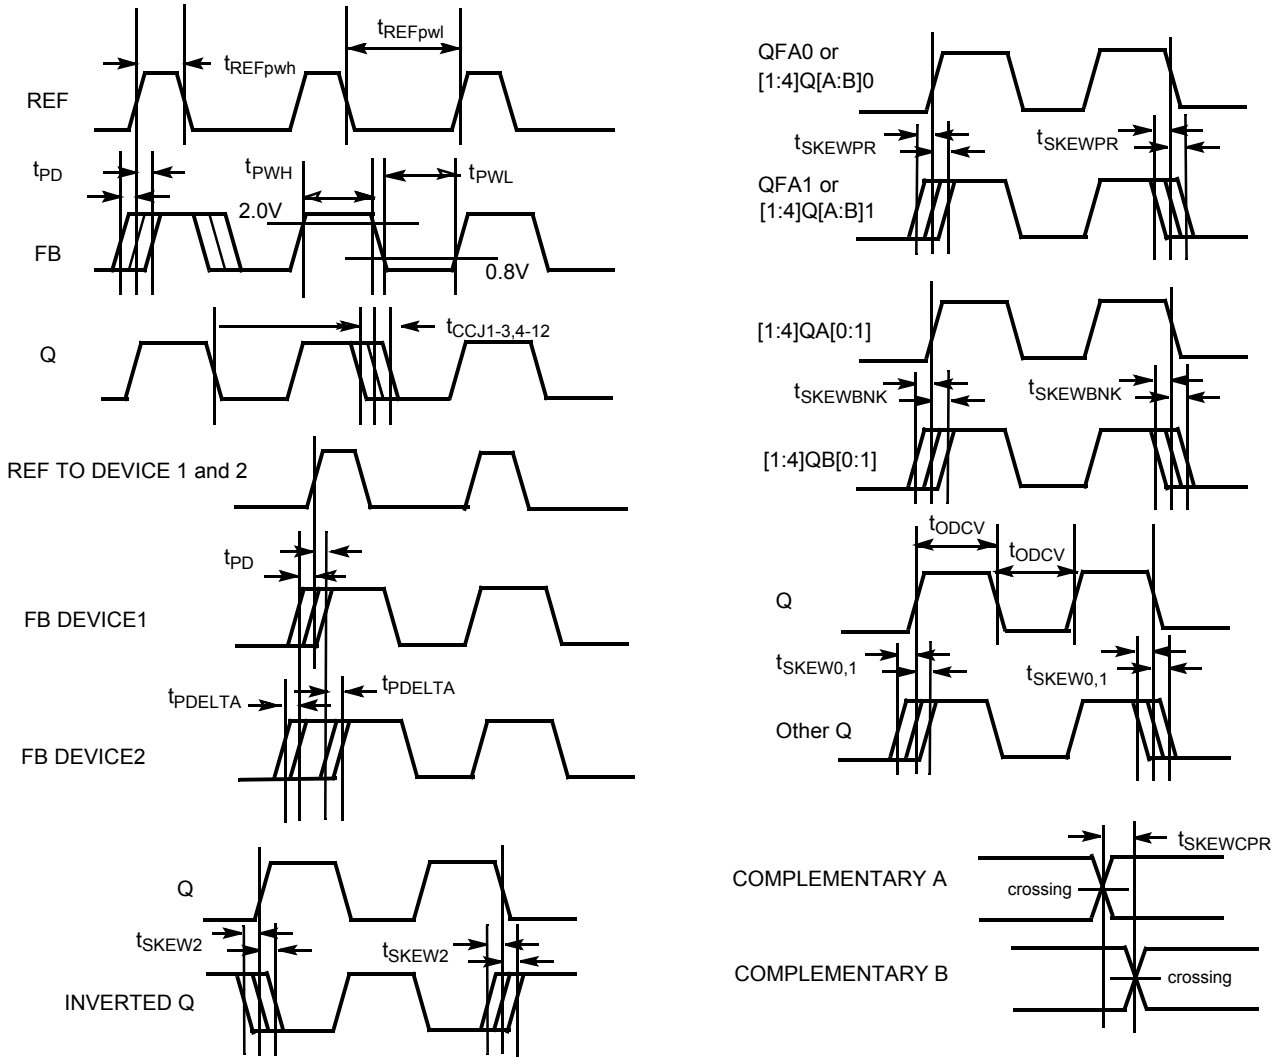 tREFpwl
tREFpwh
REF
tPD
tPWH
tPWL
2.0V
FB
0.8V
tCCJ1-3,4-12
Q
REF TO DEVICE 1 and 2
tPD
FB DEVICE1
tPDELTA
tPDELTA
FB DEVICE2
Q
tSKEW2
tSKEW2
INVERTED Q
QFA0 or
[1:4]Q[A:B]0
tSKEWPR
tSKEWPR
QFA1 or
[1:4]Q[A:B]1
[1:4]QA[0:1]
tSKEWBNK
tSKEWBNK
[1:4]QB[0:1]
tODCV
tODCV
Q
tSKEW0,1
tSKEW0,1
Other Q
tSKEWCPR
COMPLEMENTARY A
crossing
COMPLEMENTARY B
crossing